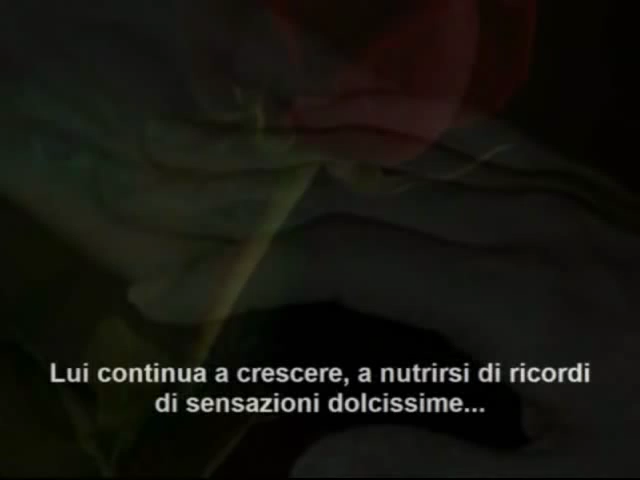 Lui continua a crescere, a nutrirsi di ricordi
di sensazioni dolcissime...